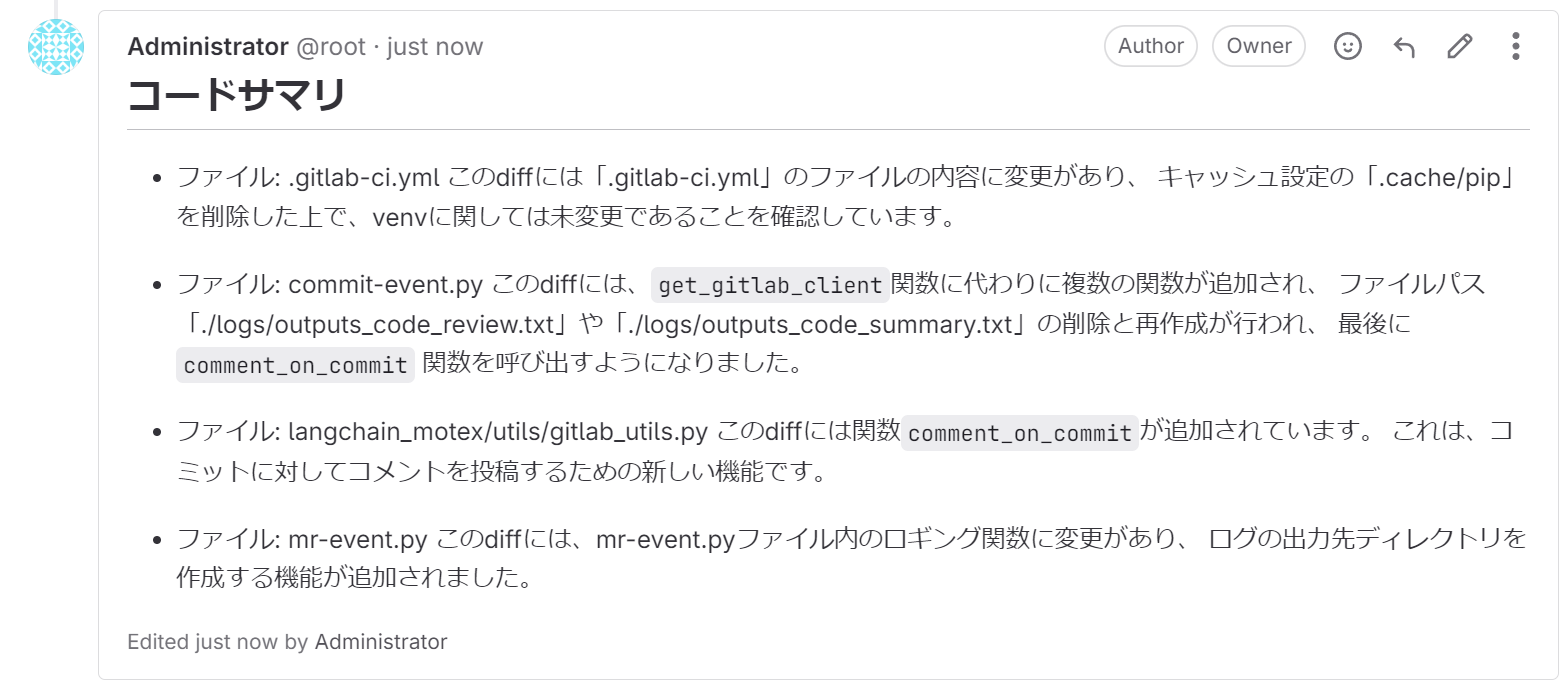 Administrator @root · just now Author Owner
コードサマリ
• ファイル: .gitlab-ci.yml このdiffには「.gitlab-ci.yml」のファイルの内容に変更があり、 キャッシュ設定の「.cache/pip」
を削除した上で、venvに関しては未変更であることを確認しています。
• ファイル: commit-event.py このdiffには、 get_gitlab_client 関数に代わりに複数の関数が追加され、 ファイルパス
「./logs/outputs_code_review.txt」や「./logs/outputs_code_summary.txt」の削除と再作成が行われ、 最後に
comment_on_commit 関数を呼び出すようになりました。
• ファイル: langchain_motex/utils/gitlab_utils.py このdiffには関数 comment_on_commit が追加されています。 これは、コ
ミットに対してコメントを投稿するための新しい機能です。
• ファイル: mr-event.py このdiffには、mr-event.pyファイル内のロギング関数に変更があり、 ログの出力先ディレクトリを
作成する機能が追加されました。
Edited just now by Administrator